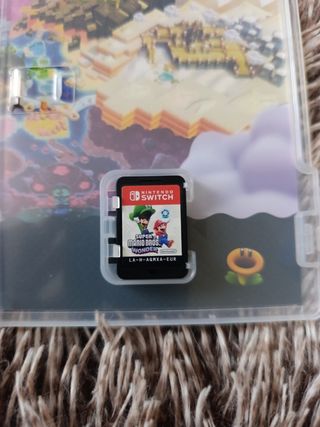 NINTENDO
SWITCH
SUPER
MARIO BROS.
WONDER
LA-H-AQMXA-EUR